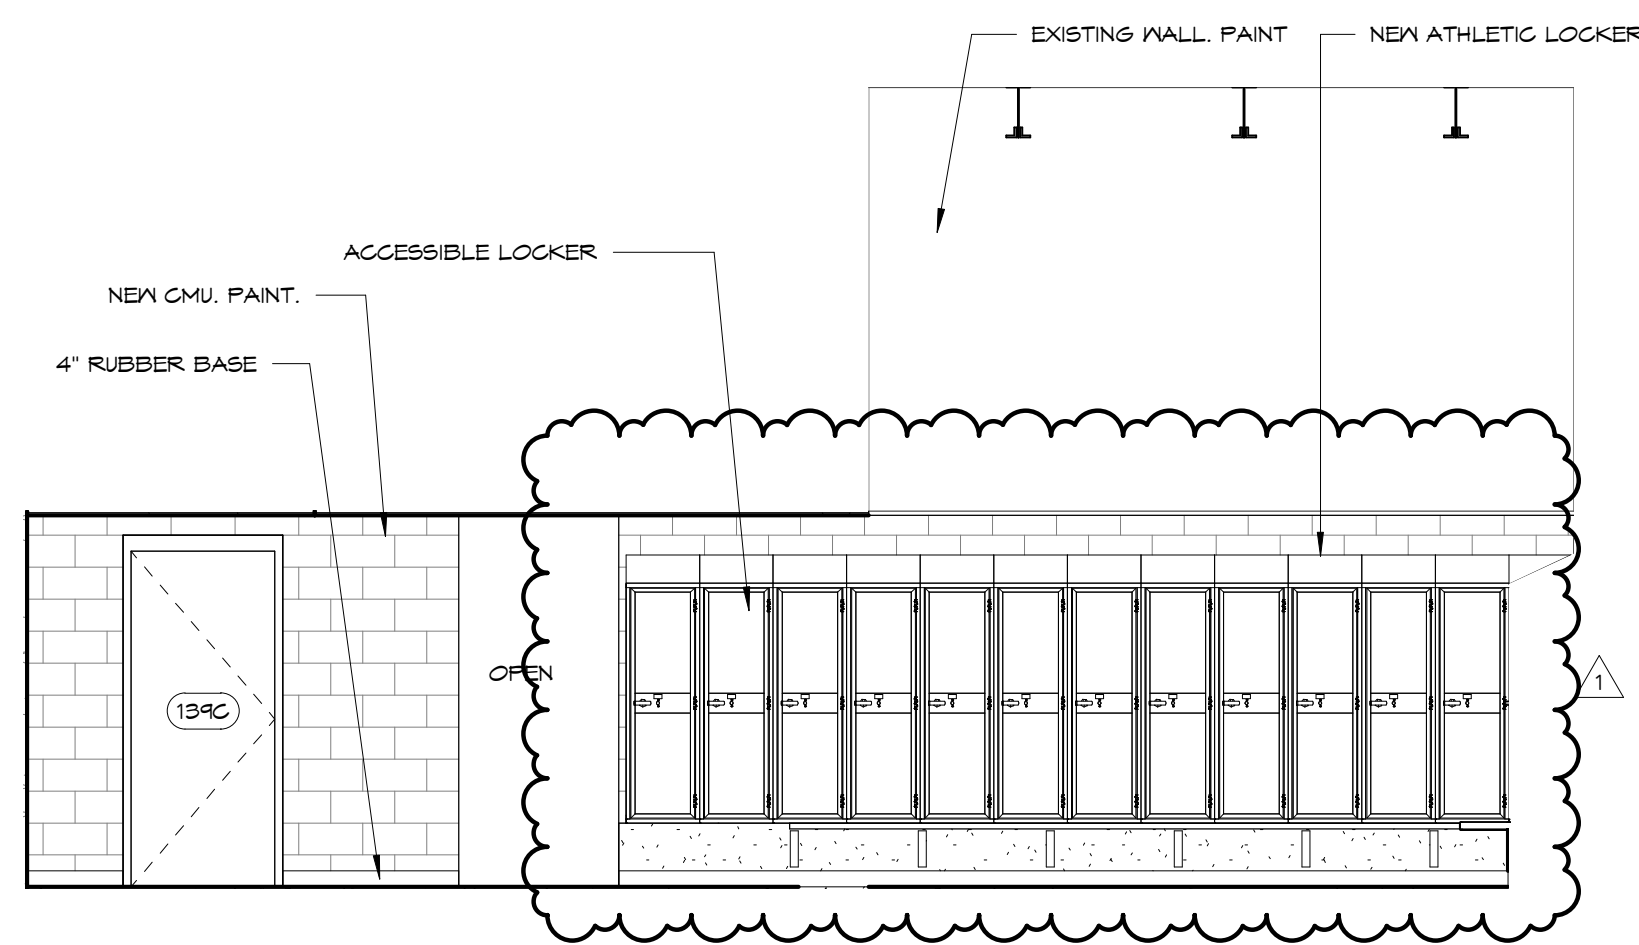 EXISTING WALL. PAINT
NEW ATHLETIC LOCKER
ACCESSIBLE LOCKER
NEW CMU. PAINT.
4" RUBBER BASE
OPEN
139C
1